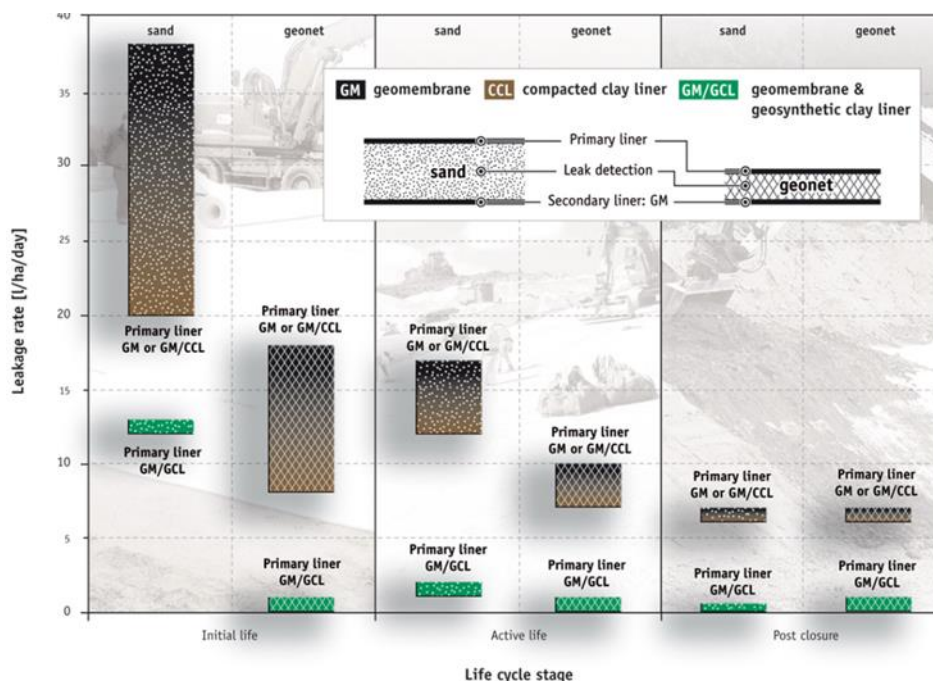 40
35
30
25
20
15
10
5
0
Leakage rate [l/ha/day]
sand
geonet
sand
geonet
sand
geonet
GM geomembrane
CCL compacted clay liner
GM/GCL geomembrane &
geosynthetic clay liner
Primary liner
sand
Leak detection
geonet
Secondary liner: GM
Primary liner
GM or GM/CCL
Primary liner
GM/GCL
Primary liner
GM or GM/CCL
Primary liner
GM/GCL
Primary liner
GM or GM/CCL
Primary liner
GM/GCL
Primary liner
GM or GM/CCL
Primary liner
GM/GCL
Primary liner
GM or GM/CCL
Primary liner
GM/GCL
Primary liner
GM or GM/CCL
Primary liner
GM/GCL
Initial life
Active life
Post closure
Life cycle stage